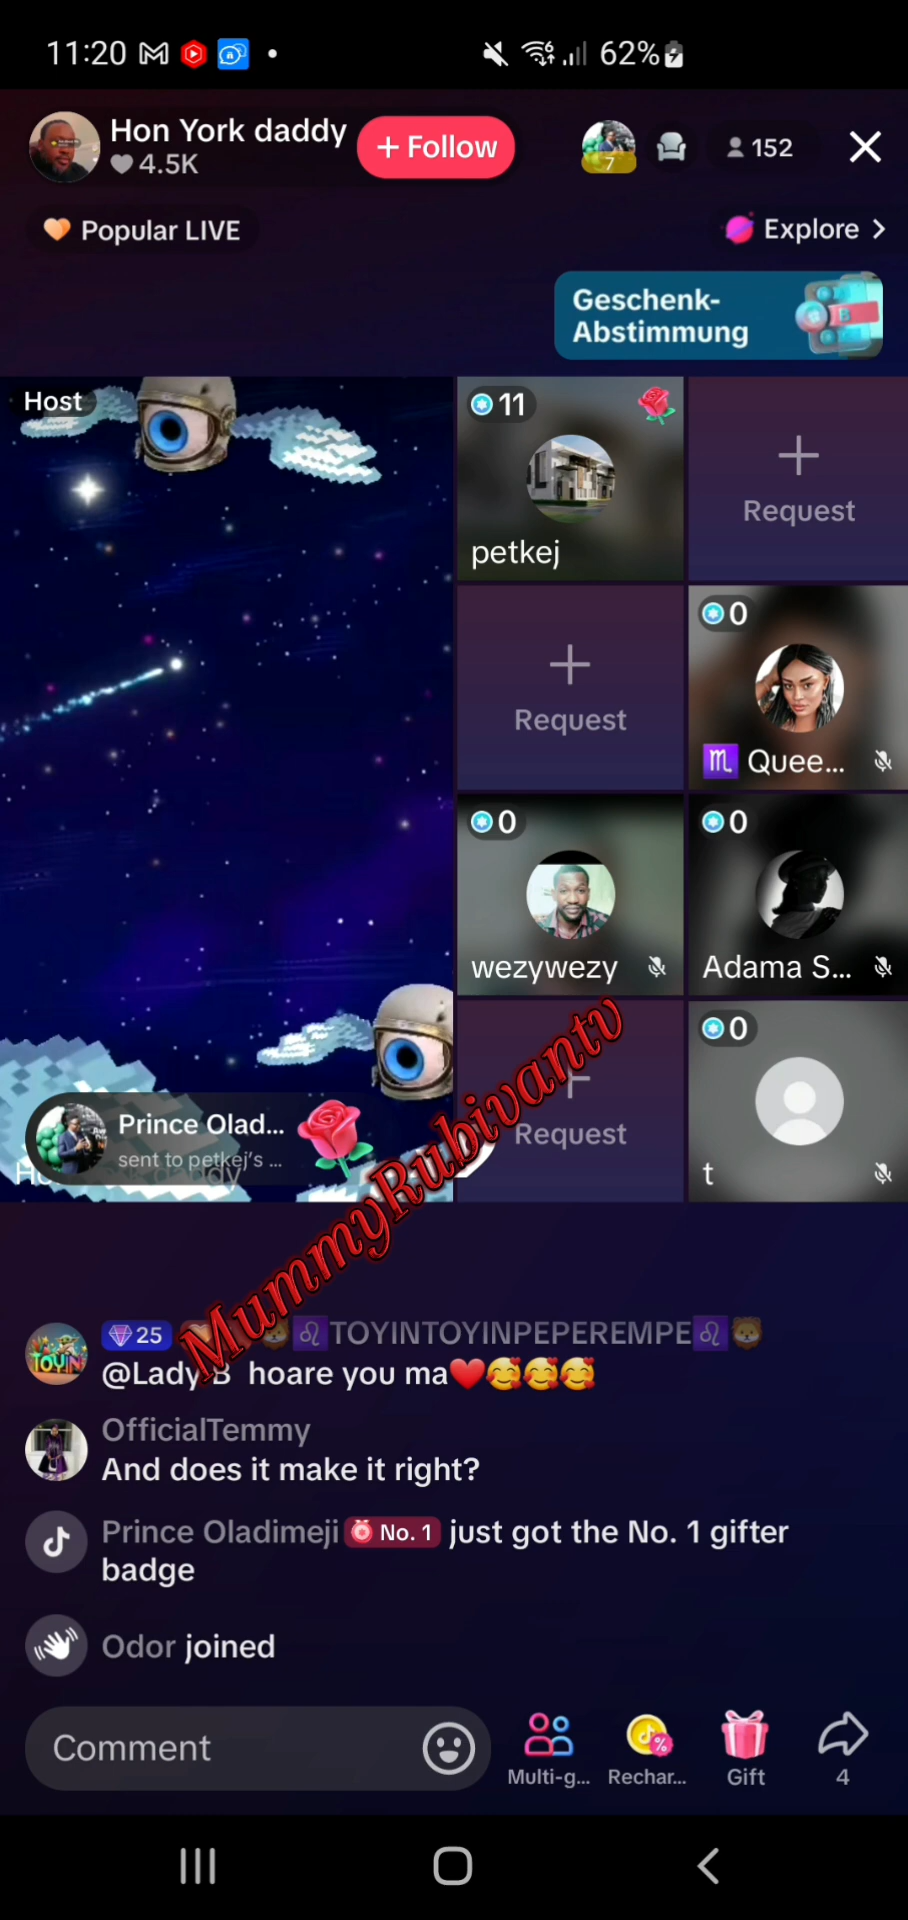 11:20
62%
Hon York daddy
4.5K
+ Follow
7
152
Popular LIVE
Explore >
Geschenk-
Abstimmung
Host
11
petkej
Request
Request
0
Quee...
0
wezywezy
0
Adama S...
Prince Olad...
sent to petkej's ...
Request
0
t
MummyRubivantv
25
TOYINTOYINPEPEREMPE
@Lady B hoare you ma❤️🥰🥰🥰
OfficialTemmy
And does it make it right?
Prince Oladimeji No. 1 just got the No. 1 gifter
badge
Odor joined
Comment
Multi-g...
Rechar...
Gift
4